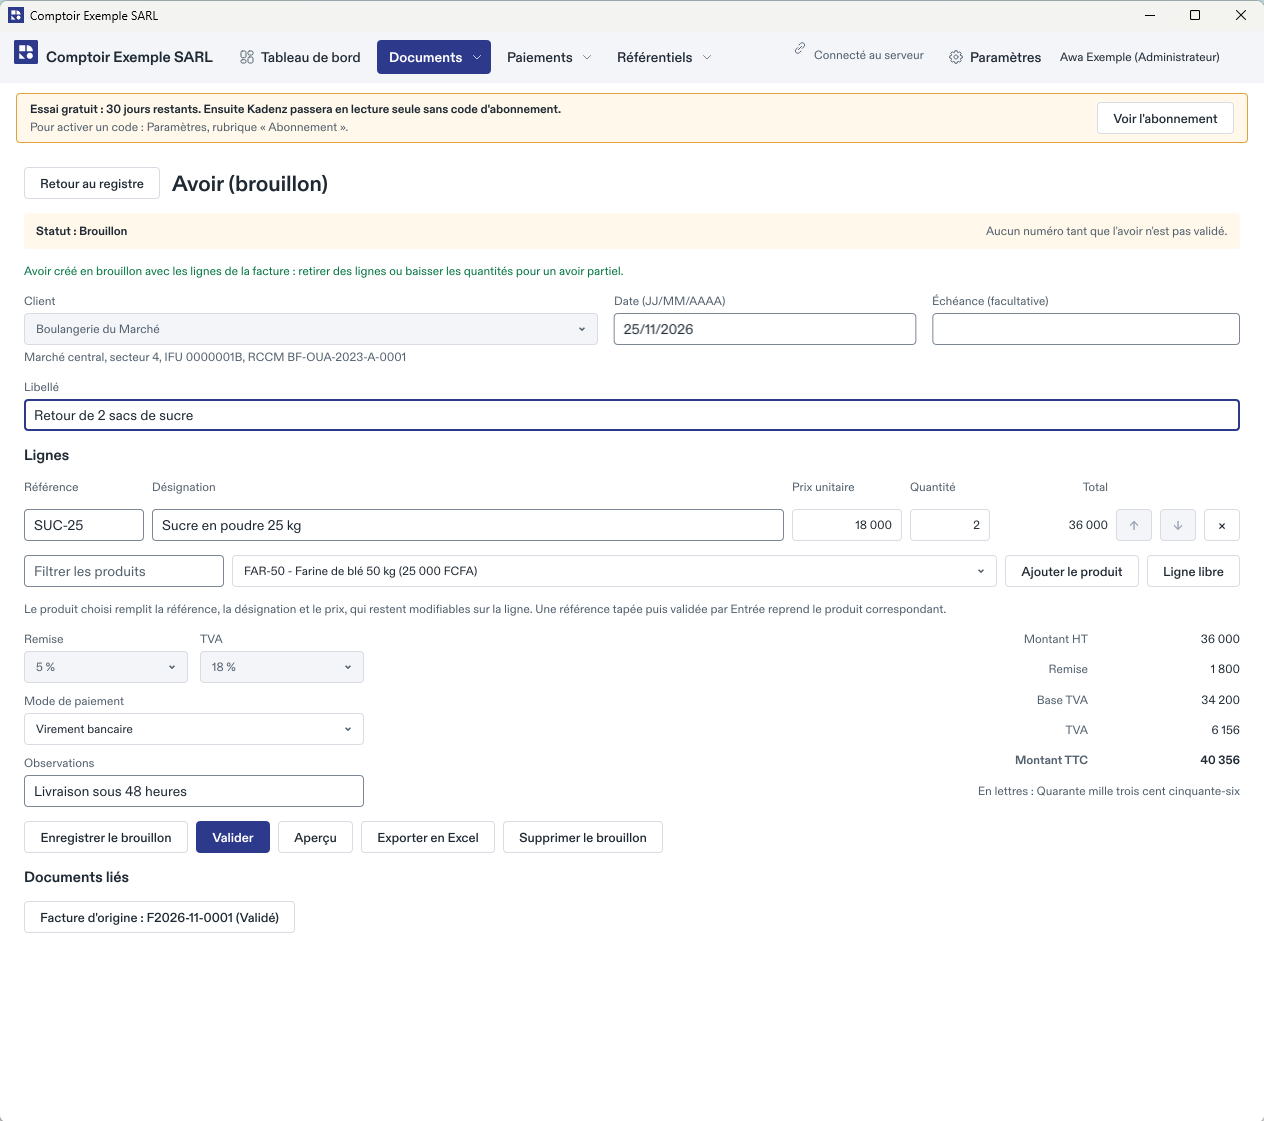 Comptoir Exemple SARL
Comptoir Exemple SARL
Tableau de bord
Documents
Paiements
Référentiels
Connecté au serveur
Paramètres
Awa Exemple (Administrateur)
Essai gratuit : 30 jours restants. Ensuite Kadenz passera en lecture seule sans code d'abonnement.
Pour activer un code : Paramètres, rubrique « Abonnement ».
Voir l'abonnement
Retour au registre
Avoir (brouillon)
Statut : Brouillon
Aucun numéro tant que l'avoir n'est pas validé.
Avoir créé en brouillon avec les lignes de la facture : retirer des lignes ou baisser les quantités pour un avoir partiel.
Client
Date (JJ/MM/AAAA)
Échéance (facultative)
Boulangerie du Marché
25/11/2026
Marché central, secteur 4, IFU 0000001B, RCCM BF-OUA-2023-A-0001
Libellé
Retour de 2 sacs de sucre
Lignes
Référence
Désignation
Prix unitaire
Quantité
Total
SUC-25
Sucre en poudre 25 kg
18 000
2
36 000
Filtrer les produits
FAR-50 - Farine de blé 50 kg (25 000 FCFA)
Ajouter le produit
Ligne libre
Le produit choisi remplit la référence, la désignation et le prix, qui restent modifiables sur la ligne. Une référence tapée puis validée par Entrée reprend le produit correspondant.
Remise
TVA
5 %
18 %
Mode de paiement
Virement bancaire
Observations
Livraison sous 48 heures
Montant HT 36 000
Remise 1 800
Base TVA 34 200
TVA 6 156
Montant TTC 40 356
En lettres : Quarante mille trois cent cinquante-six
Enregistrer le brouillon
Valider
Aperçu
Exporter en Excel
Supprimer le brouillon
Documents liés
Facture d'origine : F2026-11-0001 (Validé)